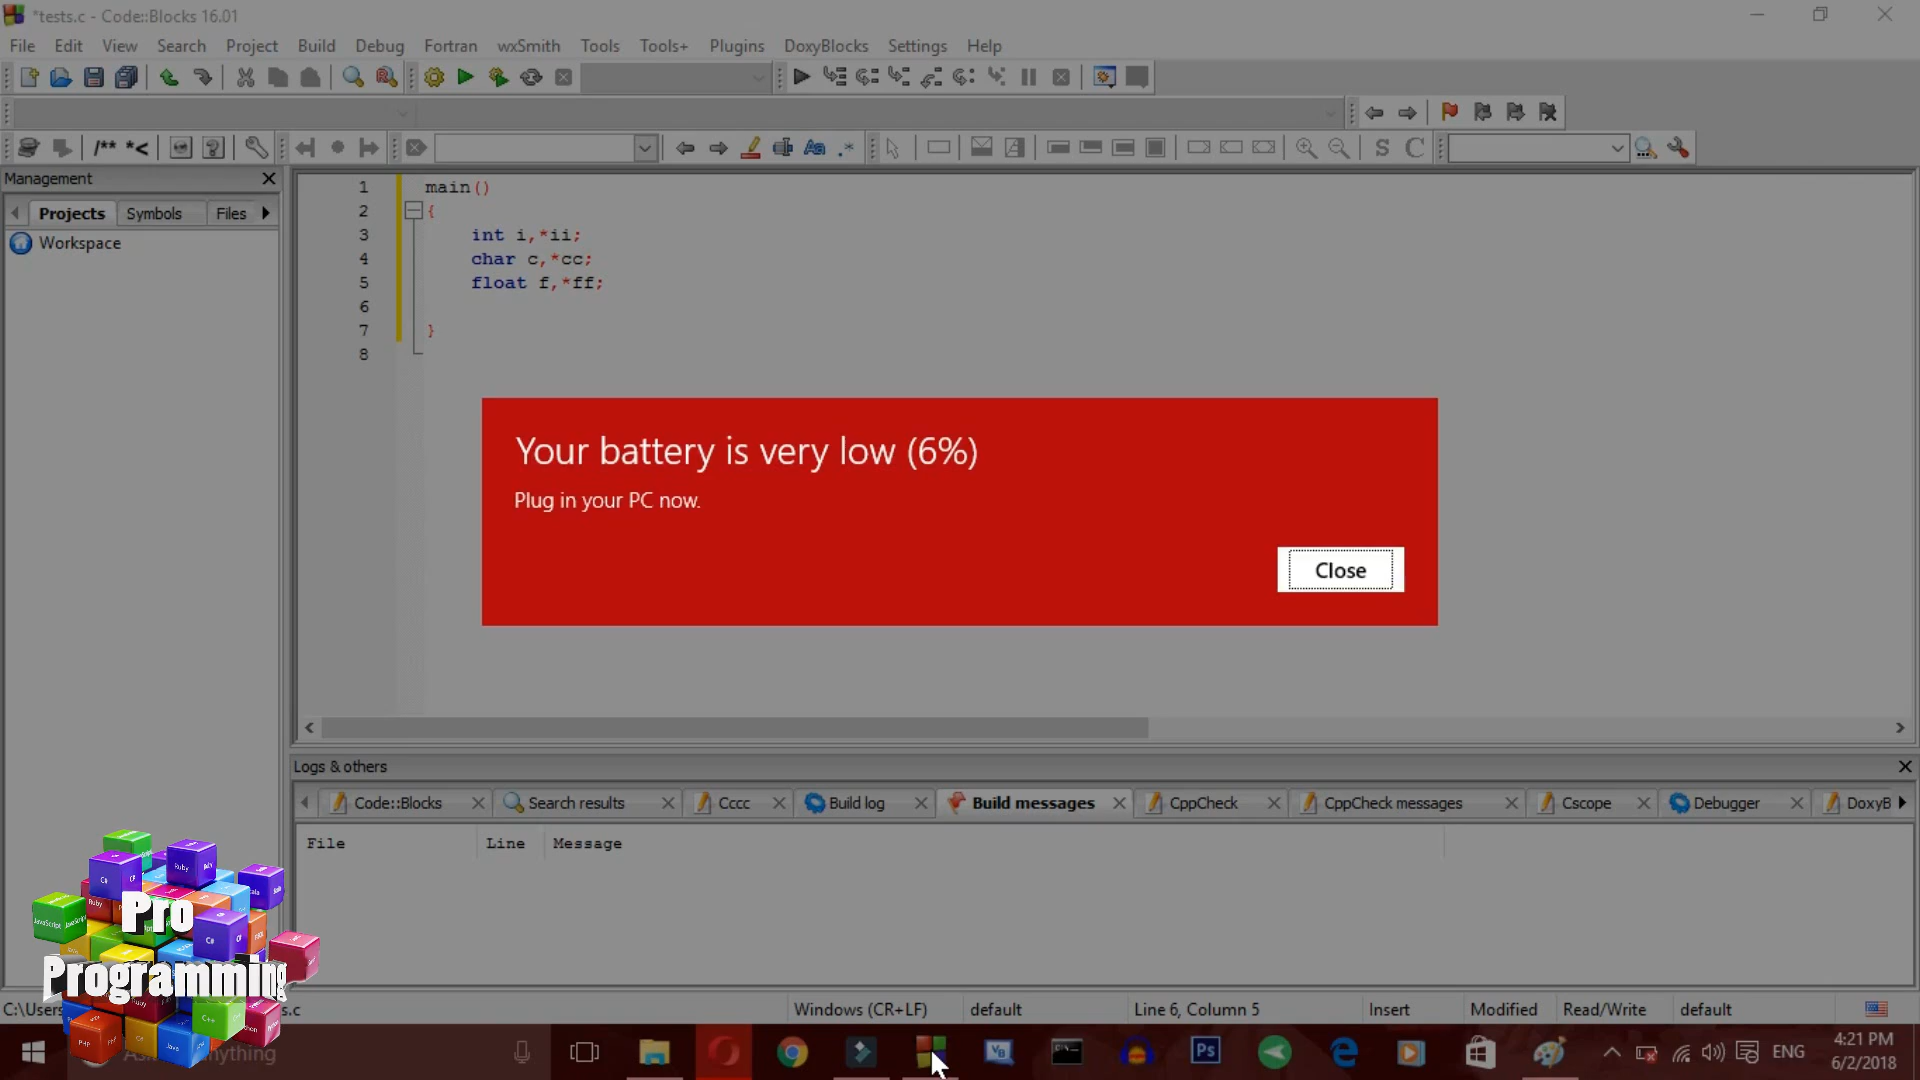 *tests.c - Code::Blocks 16.01
File Edit View Search Project Build Debug Fortran wxSmith Tools Tools+ Plugins DoxyBlocks Settings Help
/** *<
S C
Management
Projects Symbols Files
Workspace
1 main()
2 {
3 int i,*ii;
4 char c,*cc;
5 float f,*ff;
6
7 }
8
Your battery is very low (6%)
Plug in your PC now.
Close
Logs & others
Code::Blocks Search results Cccc Build log Build messages CppCheck CppCheck messages Cscope Debugger DoxyB
File Line Message
Pro
Programming
C:\Users s.c Windows (CR+LF) default Line 6, Column 5 Insert Modified Read/Write default
ything ENG 4:21 PM
6/2/2018